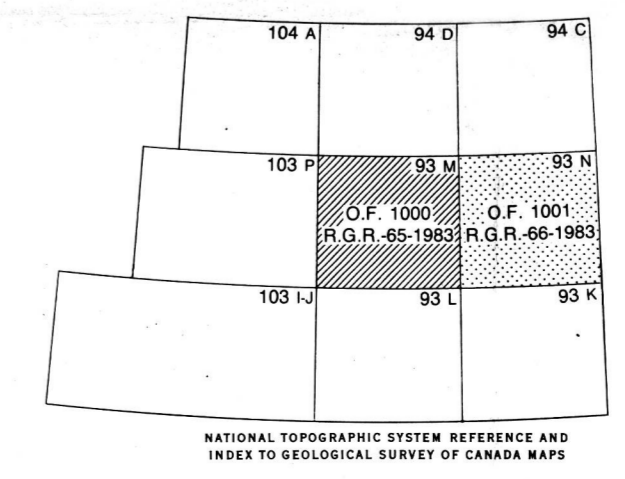 104 A
94 D
94 C
103 P
93 M
93 N
O.F. 1000
R.G.R.-65-1983
O.F. 1001
R.G.R.-66-1983
103 I-J
93 L
93 K
NATIONAL TOPOGRAPHIC SYSTEM REFERENCE AND
INDEX TO GEOLOGICAL SURVEY OF CANADA MAPS